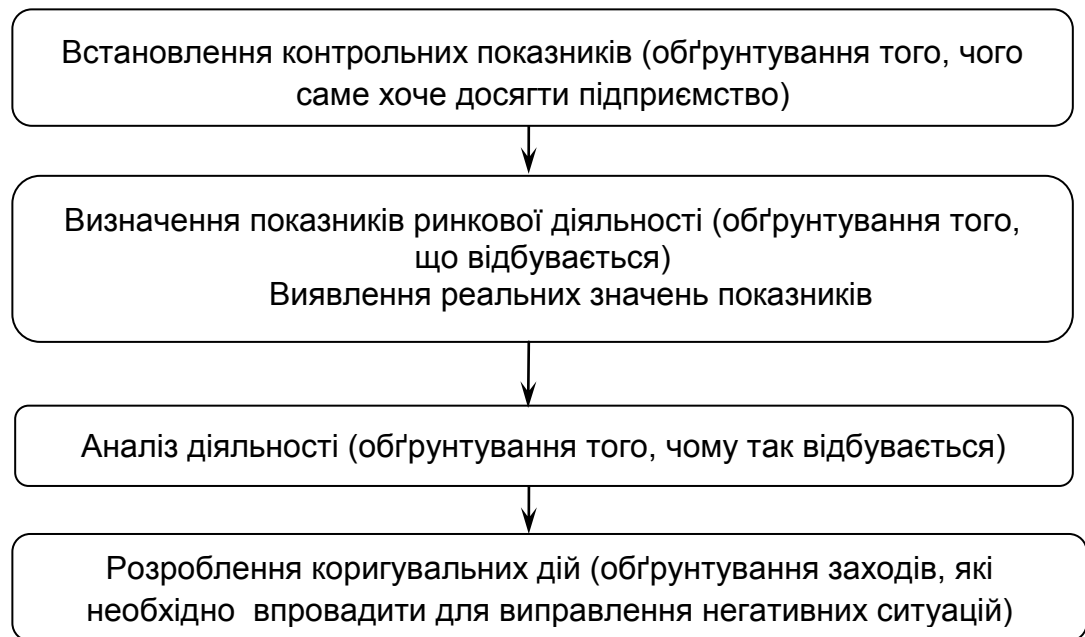 Встановлення контрольних показників (обґрунтування того, чого
саме хоче досягти підприємство)
Визначення показників ринкової діяльності (обґрунтування того,
що відбувається)
Виявлення реальних значень показників
Аналіз діяльності (обґрунтування того, чому так відбувається)
Розроблення коригувальних дій (обґрунтування заходів, які
необхідно впровадити для виправлення негативних ситуацій)